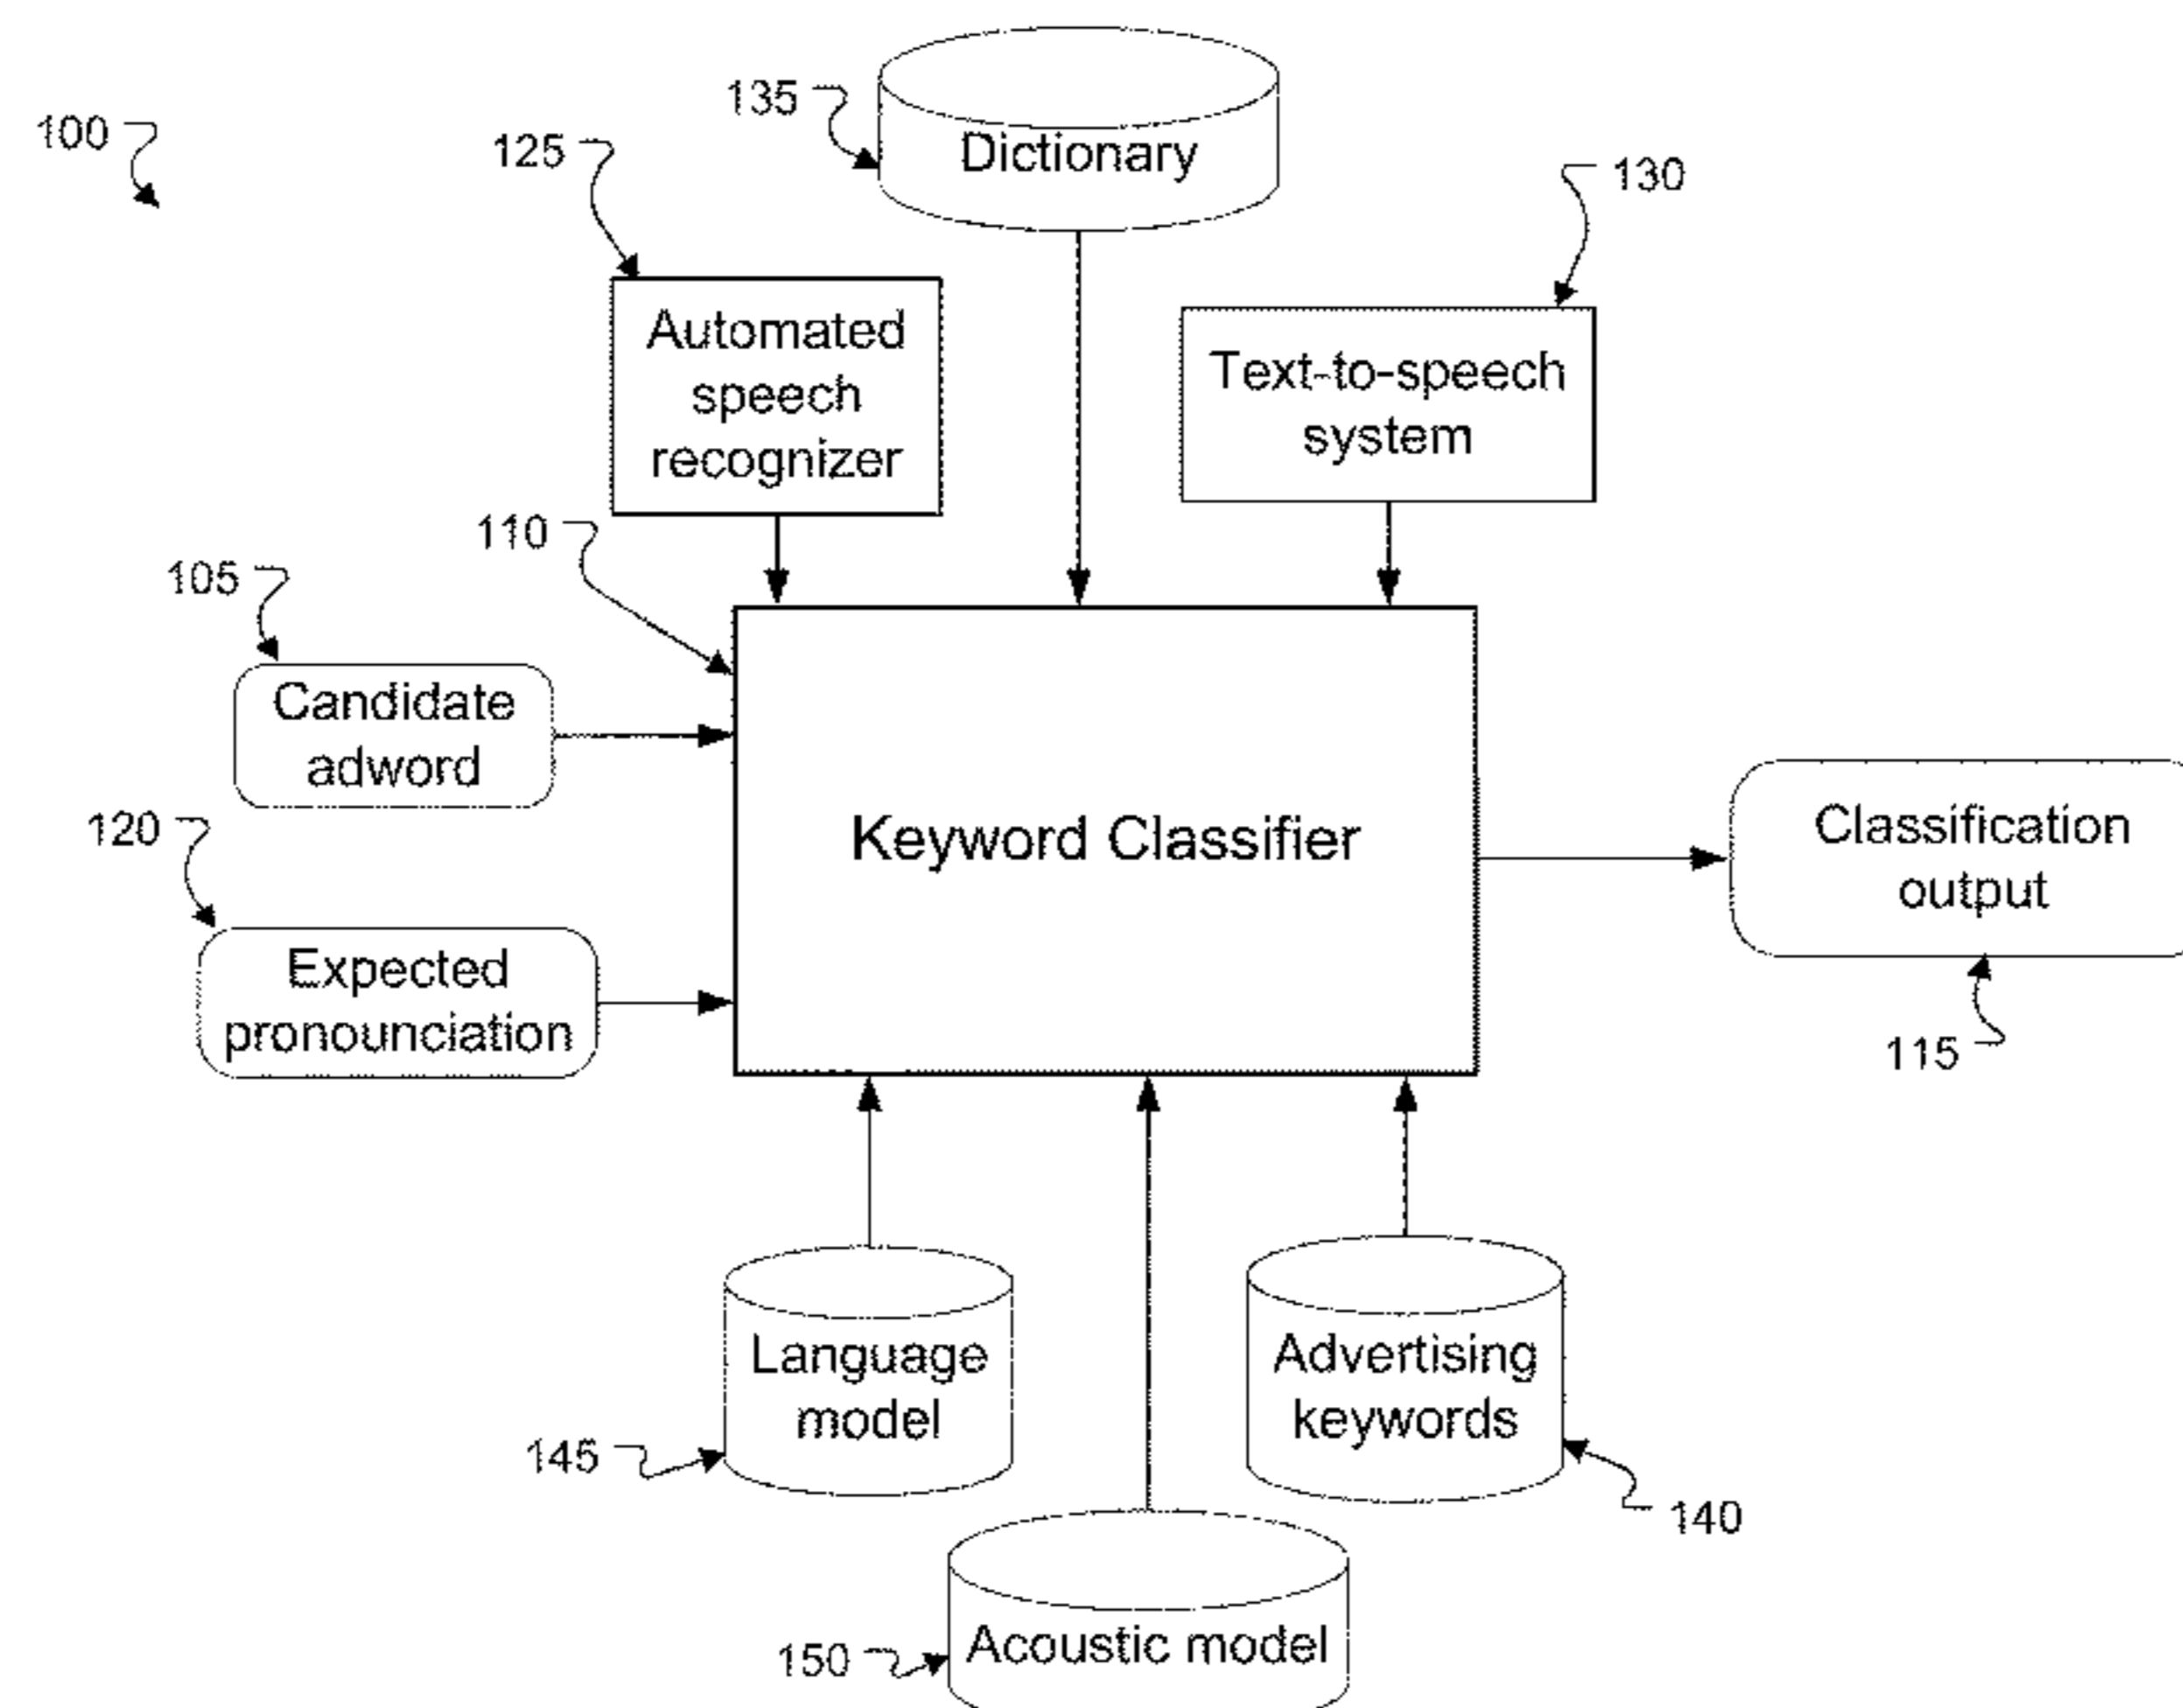 135
100
125
Dictionary
130
Automated
speech
recognizer
Text-to-speech
system
110
105
Candidate
adword
120
Keyword Classifier
Classification
output
Expected
pronounciation
115
Language
model
Advertising
keywords
145
140
Acoustic model
150